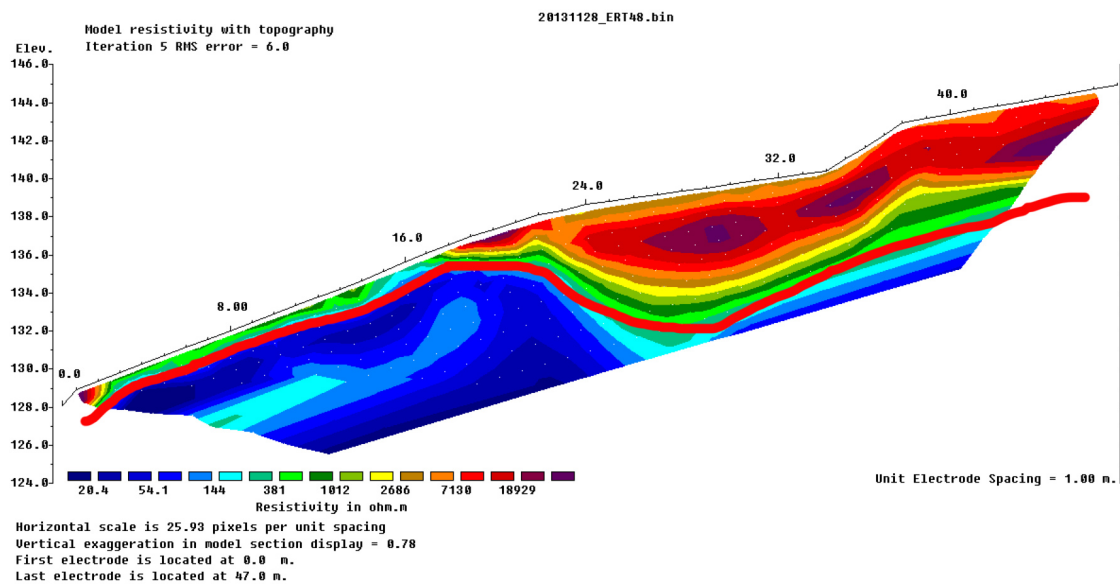 20131128_ERT48.bin
Model resistivity with topography
Iteration 5 RMS error = 6.0
Elev.
146.0
144.0
142.0
140.0
138.0
136.0
134.0
132.0
130.0
128.0
126.0
124.0
0.0
8.00
16.0
24.0
32.0
40.0
20.4 54.1 144 381 1012 2686 7130 18929
Resistivity in ohm.m
Unit Electrode Spacing = 1.00 m.
Horizontal scale is 25.93 pixels per unit spacing
Vertical exaggeration in model section display = 0.78
First electrode is located at 0.0 m.
Last electrode is located at 47.0 m.